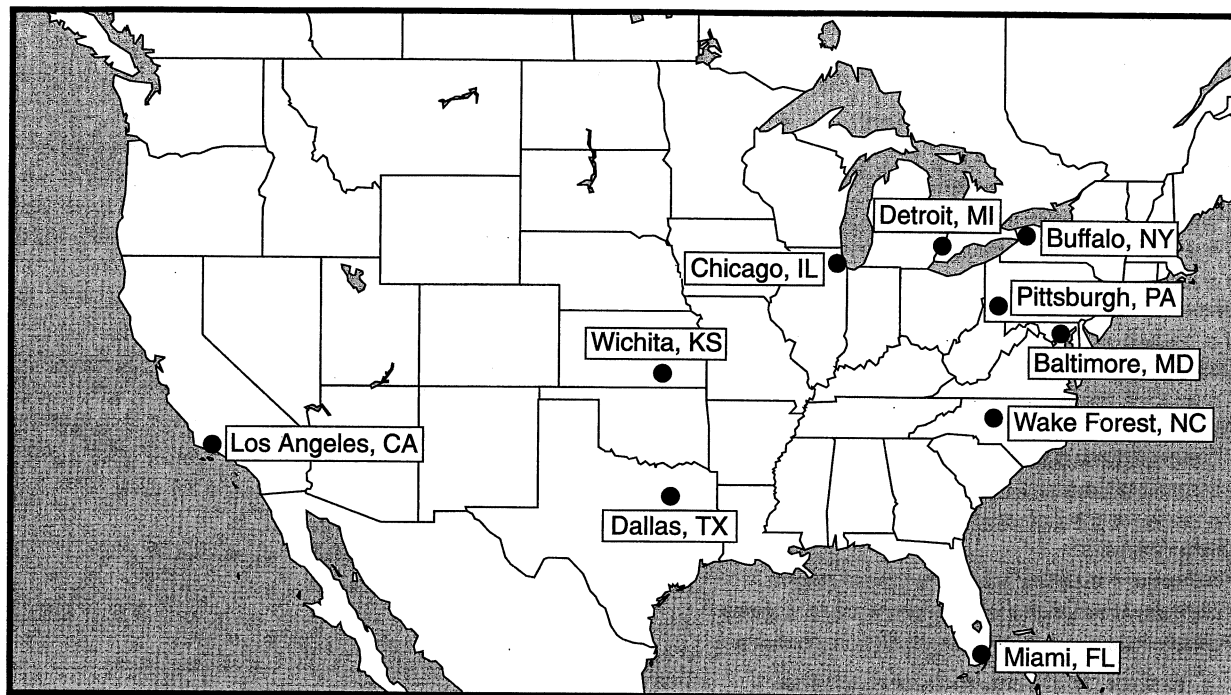 Detroit, MI
Buffalo, NY
Chicago, IL
Pittsburgh, PA
Wichita, KS
Baltimore, MD
Wake Forest, NC
Los Angeles, CA
Dallas, TX
Miami, FL